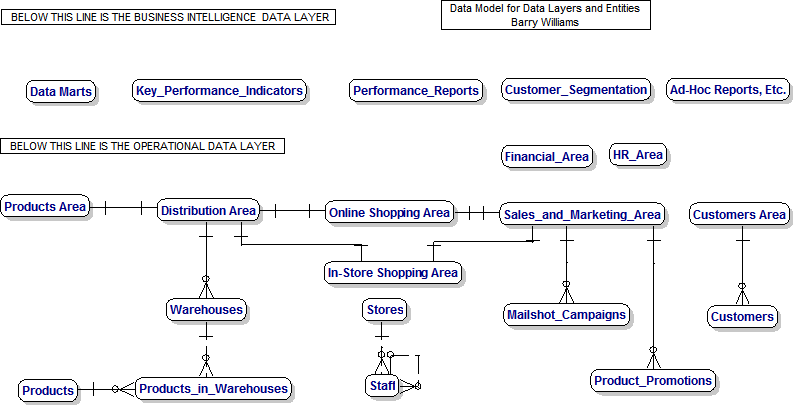 BELOW THIS LINE IS THE BUSINESS INTELLIGENCE DATA LAYER
Data Model for Data Layers and Entities
Barry Williams
Data Marts
Key_Performance_Indicators
Performance_Reports
Customer_Segmentation
Ad-Hoc Reports, Etc.
BELOW THIS LINE IS THE OPERATIONAL DATA LAYER
Financial_Area
HR_Area
Products Area
Distribution Area
Online Shopping Area
Sales_and_Marketing_Area
Customers Area
In-Store Shopping Area
Warehouses
Stores
Mailshot_Campaigns
Customers
Products
Products_in_Warehouses
Staff
Product_Promotions